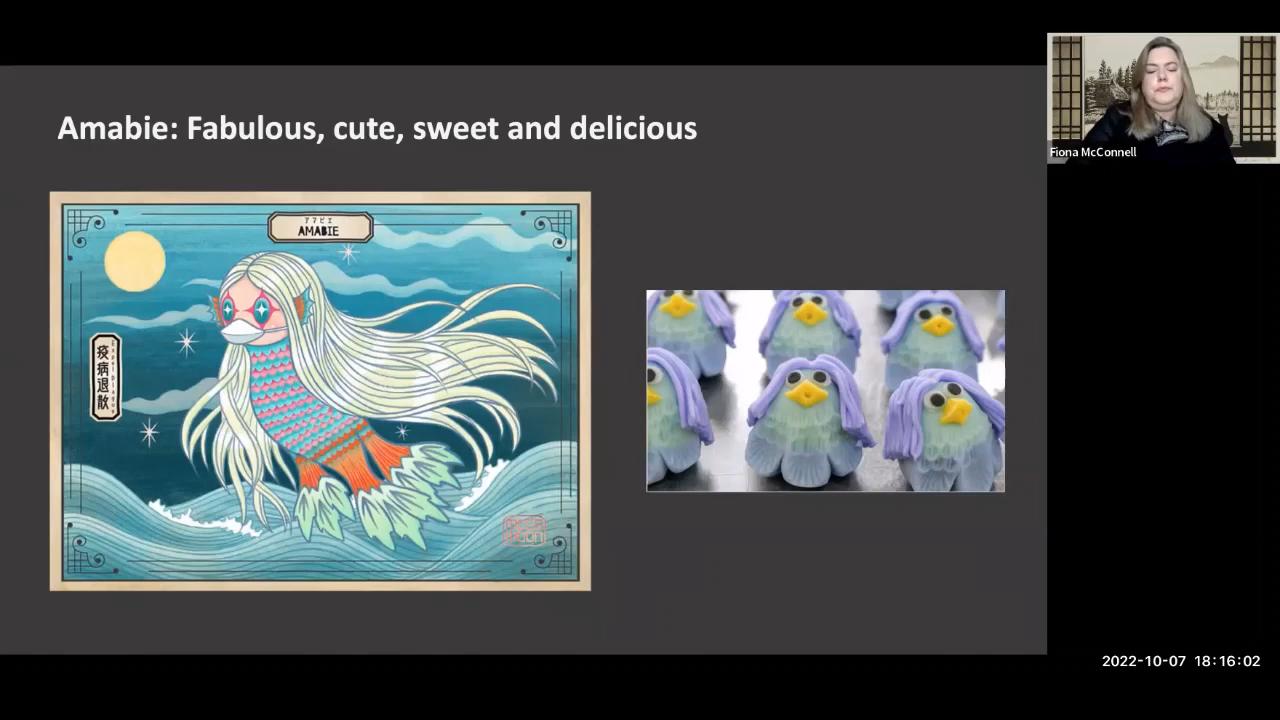 Amabie: Fabulous, cute, sweet and delicious
アマビエ
AMABIE
疫病退散
Fiona McConnell
2022-10-07 18:16:02